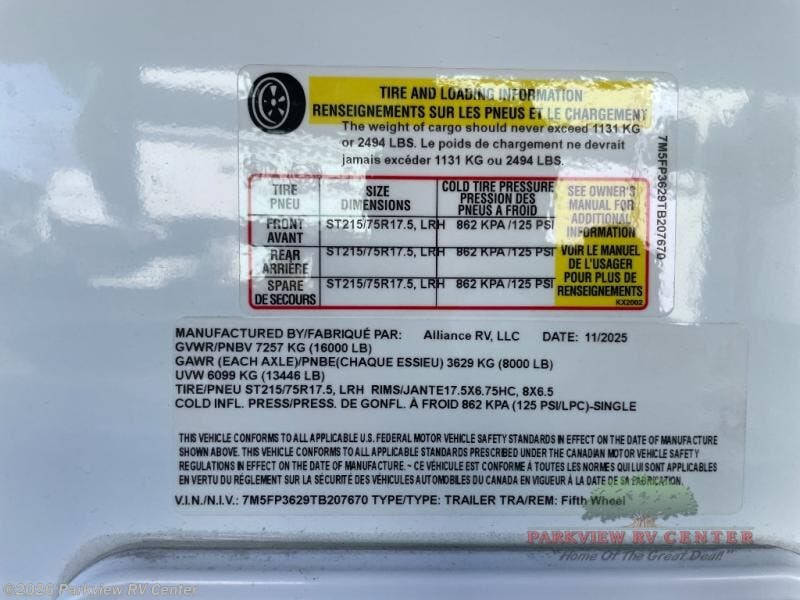 TIRE AND LOADING INFORMATION
RENSEIGNEMENTS SUR LES PNEUS ET LE CHARGEMENT
The weight of cargo should never exceed 1131 KG
or 2494 LBS. Le poids de chargement ne devrait
jamais excéder 1131 KG ou 2494 LBS.
TIRE PNEU SIZE DIMENSIONS COLD TIRE PRESSURE PRESSION DES PNEUS A FROID
FRONT AVANT ST215/75R17.5, LRH 862 KPA /125 PSI
REAR ARRIÈRE ST215/75R17.5, LRH 862 KPA /125 PSI
SPARE DE SECOURS ST215/75R17.5, LRH 862 KPA /125 PSI
SEE OWNER'S
MANUAL FOR
ADDITIONAL
INFORMATION
VOIR LE MANUEL
DE L'USAGER
POUR PLUS DE
RENSEIGNEMENTS
KX2002
7M5FP3629TB207670
MANUFACTURED BY/FABRIQUÉ PAR: Alliance RV, LLC DATE: 11/2025
GVWR/PNBV 7257 KG (16000 LB)
GAWR (EACH AXLE)/PNBE(CHAQUE ESSIEU) 3629 KG (8000 LB)
UVW 6099 KG (13446 LB)
TIRE/PNEU ST215/75R17.5, LRH RIMS/JANTE17.5X6.75HC, 8X6.5
COLD INFL. PRESS/PRESS. DE GONFL. À FROID 862 KPA (125 PSI/LPC)-SINGLE
THIS VEHICLE CONFORMS TO ALL APPLICABLE U.S. FEDERAL MOTOR VEHICLE SAFETY STANDARDS IN EFFECT ON THE DATE OF MANUFACTURE
SHOWN ABOVE. THIS VEHICLE CONFORMS TO ALL APPLICABLE STANDARDS PRESCRIBED UNDER THE CANADIAN MOTOR VEHICLE SAFETY
REGULATIONS IN EFFECT ON THE DATE OF MANUFACTURE. ~ CE VÉHICULE EST CONFORME À TOUTES LES NORMES QUI LUI SONT APPLICABLES
EN VERTU DU RÈGLEMENT SUR LA SÉCURITÉ DES VÉHICULES AUTOMOBILES DU CANADA EN VIGUEUR À LA DATE DE SA FABRICATION.
V.I.N./N.I.V.: 7M5FP3629TB207670 TYPE/TYPE: TRAILER TRA/REM: Fifth Wheel
PARKVIEW RV CENTER
"Home Of The Great Deal!"
©2026 Parkview RV Center